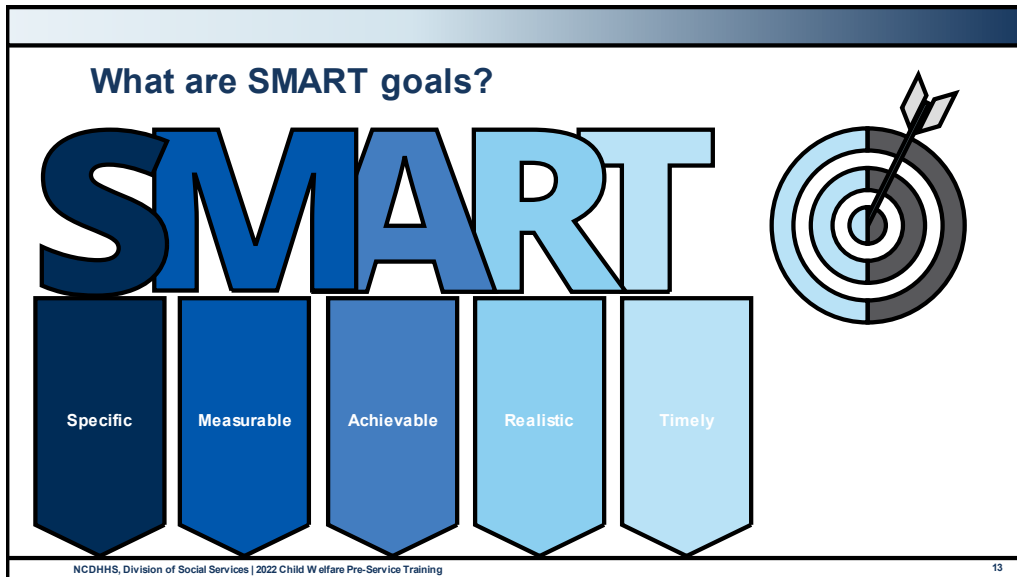 What are SMART goals?
SMART
Specific
Measurable
Achievable
Realistic
Timely
NCDHHS, Division of Social Services | 2022 Child Welfare Pre-Service Training
13